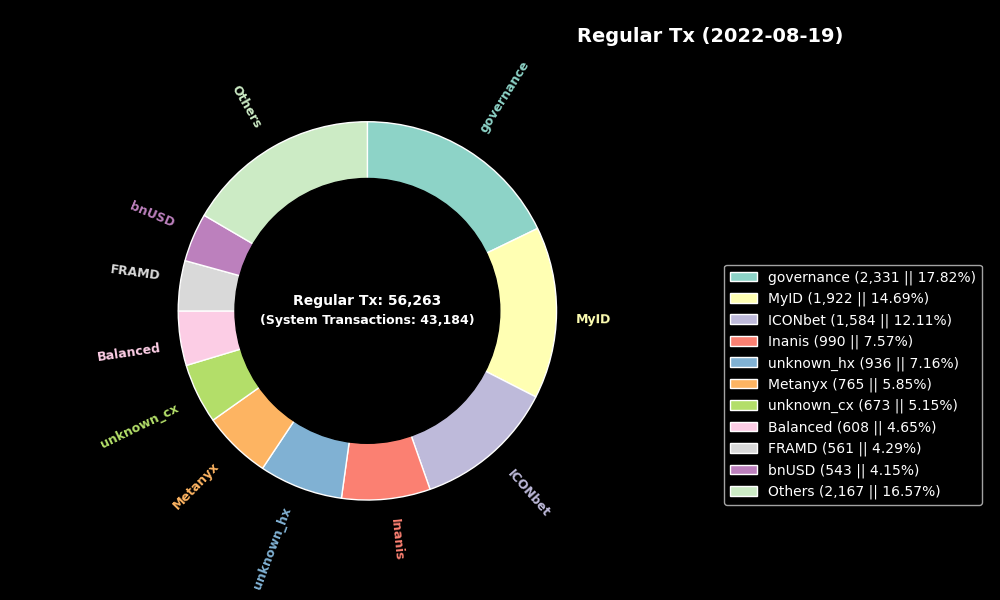 Regular Tx (2022-08-19)
governance
Others
bnUSD
FRAMD
Regular Tx: 56,263
(System Transactions: 43,184)
MyID
Balanced
unknown_cx
Metanyx
unknown_hx
Inanis
ICONbet
governance (2,331 || 17.82%)
MyID (1,922 || 14.69%)
ICONbet (1,584 || 12.11%)
Inanis (990 || 7.57%)
unknown_hx (936 || 7.16%)
Metanyx (765 || 5.85%)
unknown_cx (673 || 5.15%)
Balanced (608 || 4.65%)
FRAMD (561 || 4.29%)
bnUSD (543 || 4.15%)
Others (2,167 || 16.57%)